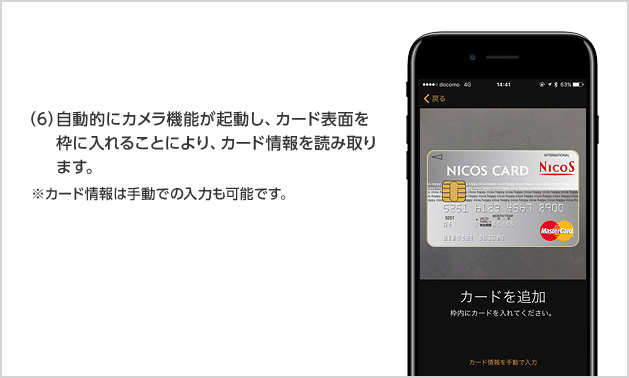 (6)自動的にカメラ機能が起動し、カード表面を
枠に入れることにより、カード情報を読み取り
ます。
※カード情報は手動での入力も可能です。
docomo 4G 14:41 63%
戻る
INTERNATIONAL
NICOS CARD NICOS
5251 6123 4567 8900
5251
MONTH/YEAR
VALID
MasterCard
カードを追加
枠内にカードを入れてください。
カード情報を手動で入力